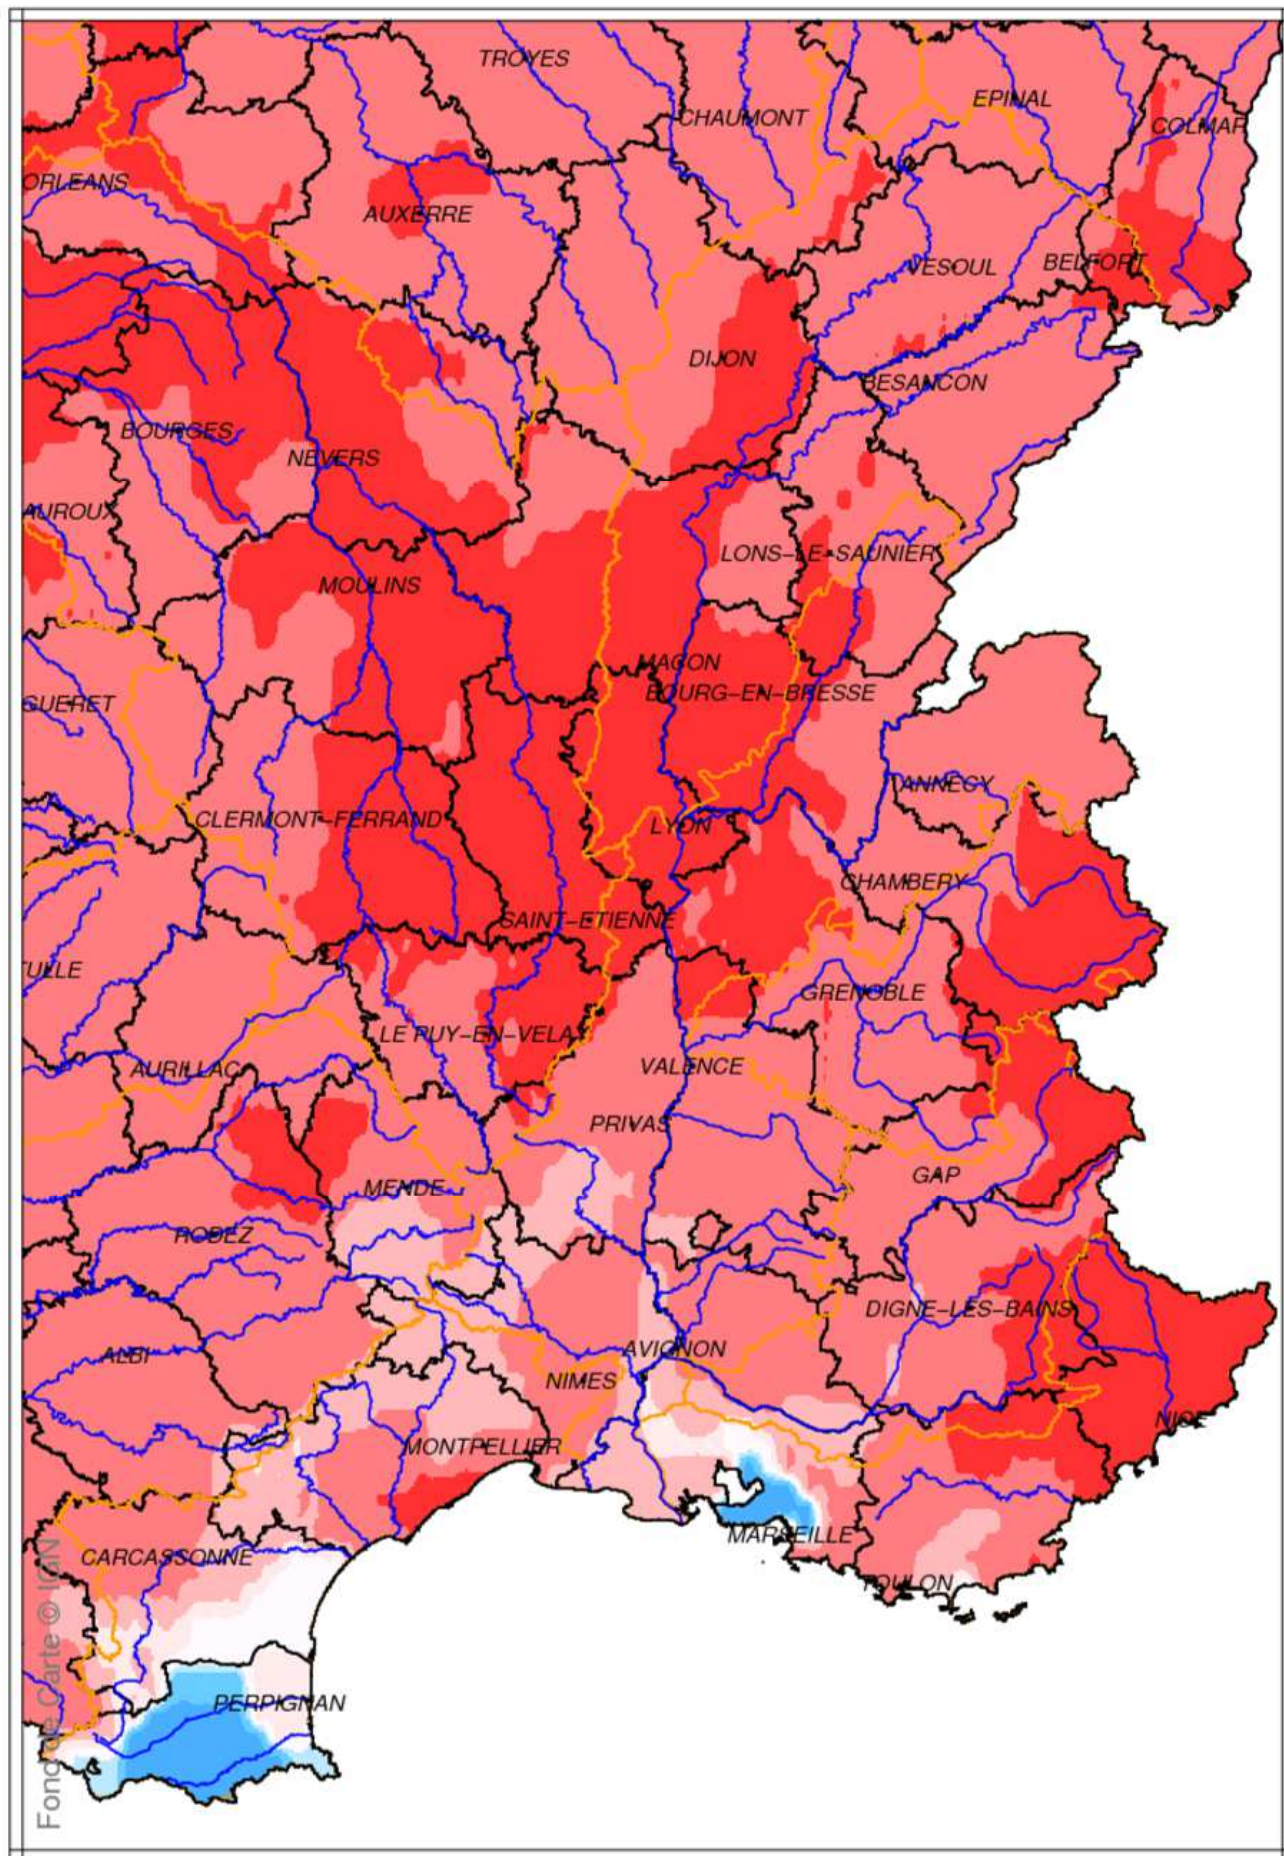 TROYES
EPINAL
CHAUMONT
COLMAR
ORLEANS
AUXERRE
VESOUL
BELFORT
DIJON
BESANCON
BOURGES
NEVERS
AUROUX
LONS-LE-SAUNIER
MOULINS
MACON
BOURG-EN-BRESSE
GUERET
ANNECY
CLERMONT-FERRAND
LYON
CHAMBERY
SAINT-ETIENNE
TULLE
GRENOBLE
LE PUY-EN-VELAY
AURILLAC
VALENCE
PRIVAS
GAP
MENDE
RODEZ
DIGNE-LES-BAINS
AVIGNON
ALBI
NIMES
NICE
MONTPELLIER
MARSEILLE
CARCASSONNE
TOULON
PERPIGNAN
Fond de Carte © IGN